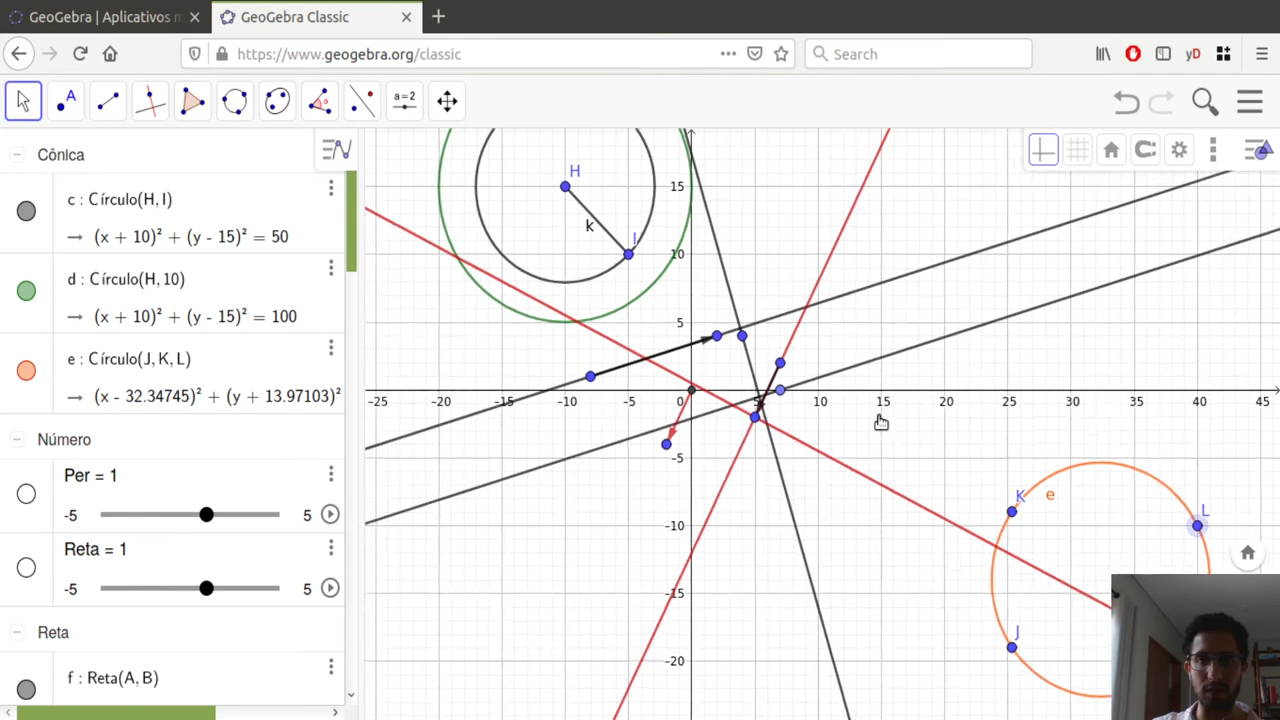 GeoGebra | Aplicativos m
GeoGebra Classic
https://www.geogebra.org/classic
Search
yD
A
α
a=2
Cônica
c : Círculo(H, I)
→ (x + 10)² + (y - 15)² = 50
d : Círculo(H, 10)
→ (x + 10)² + (y - 15)² = 100
e : Círculo(J, K, L)
→ (x - 32.34745)² + (y + 13.97103)²
Número
Per = 1
-5 5
Reta = 1
-5 5
Reta
f : Reta(A, B)
H
k
I
15
10
5
-25 -20 -15 -10 -5 0 5 10 15 20 25 30 35 40 45
-5
-10
-15
-20
K e
L
J